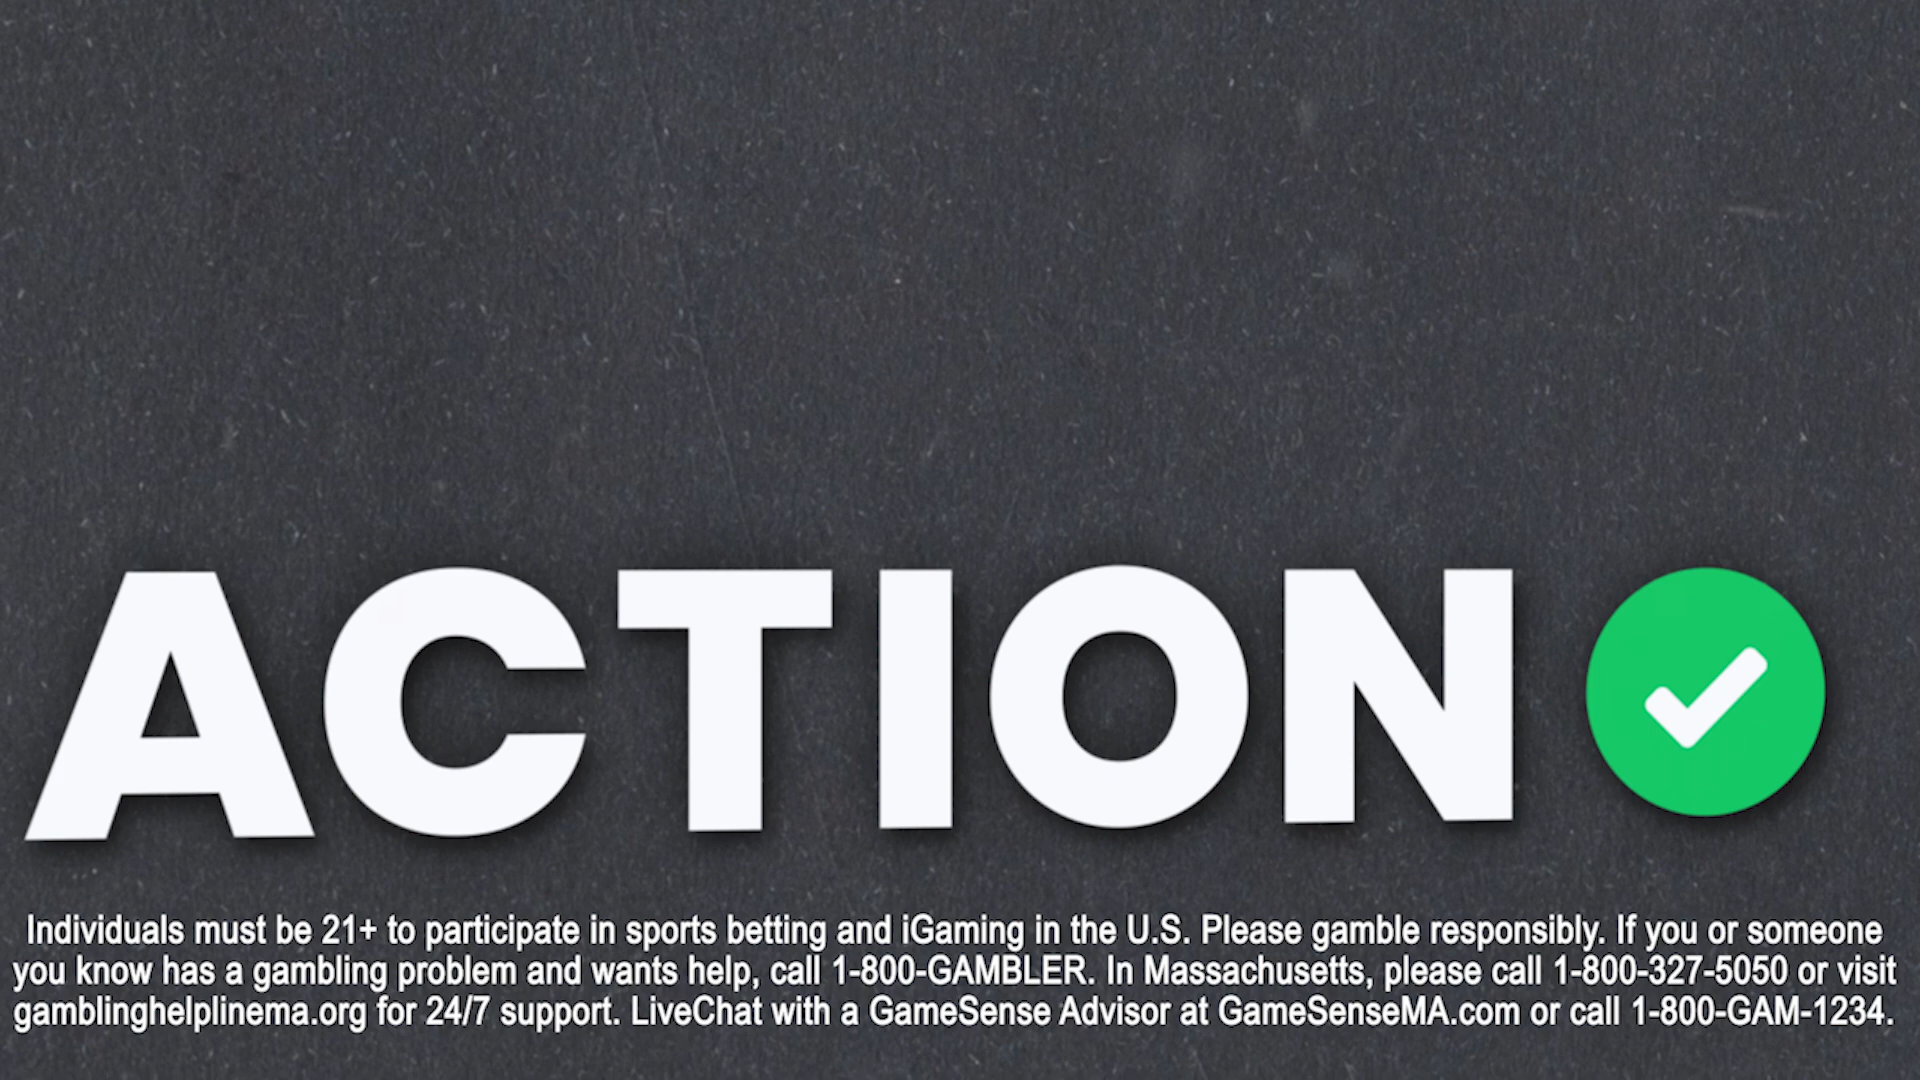 ACTION
Individuals must be 21+ to participate in sports betting and iGaming in the U.S. Please gamble responsibly. If you or someone
you know has a gambling problem and wants help, call 1-800-GAMBLER. In Massachusetts, please call 1-800-327-5050 or visit
gamblinghelplinema.org for 24/7 support. LiveChat with a GameSense Advisor at GameSenseMA.com or call 1-800-GAM-1234.